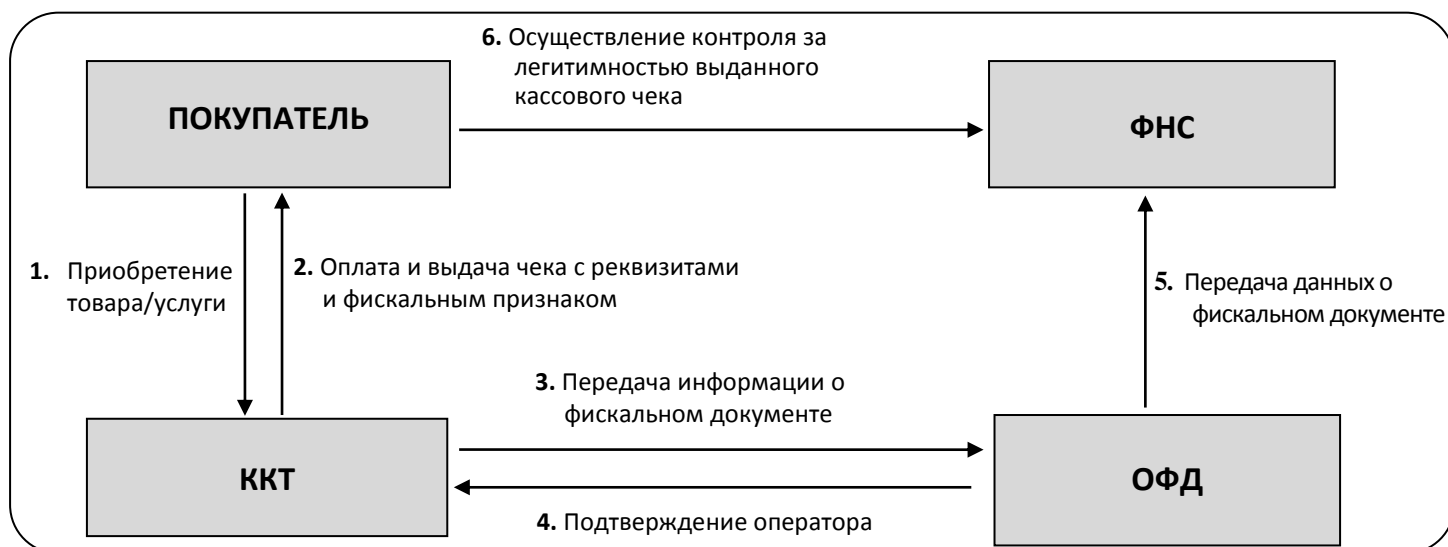 6. Осуществление контроля за
легитимностью выданного
кассового чека
ПОКУПАТЕЛЬ
ФНС
1. Приобретение
товара/услуги
2. Оплата и выдача чека с реквизитами
и фискальным признаком
5. Передача данных о
фискальном документе
3. Передача информации о
фискальном документе
ККТ
ОФД
4. Подтверждение оператора